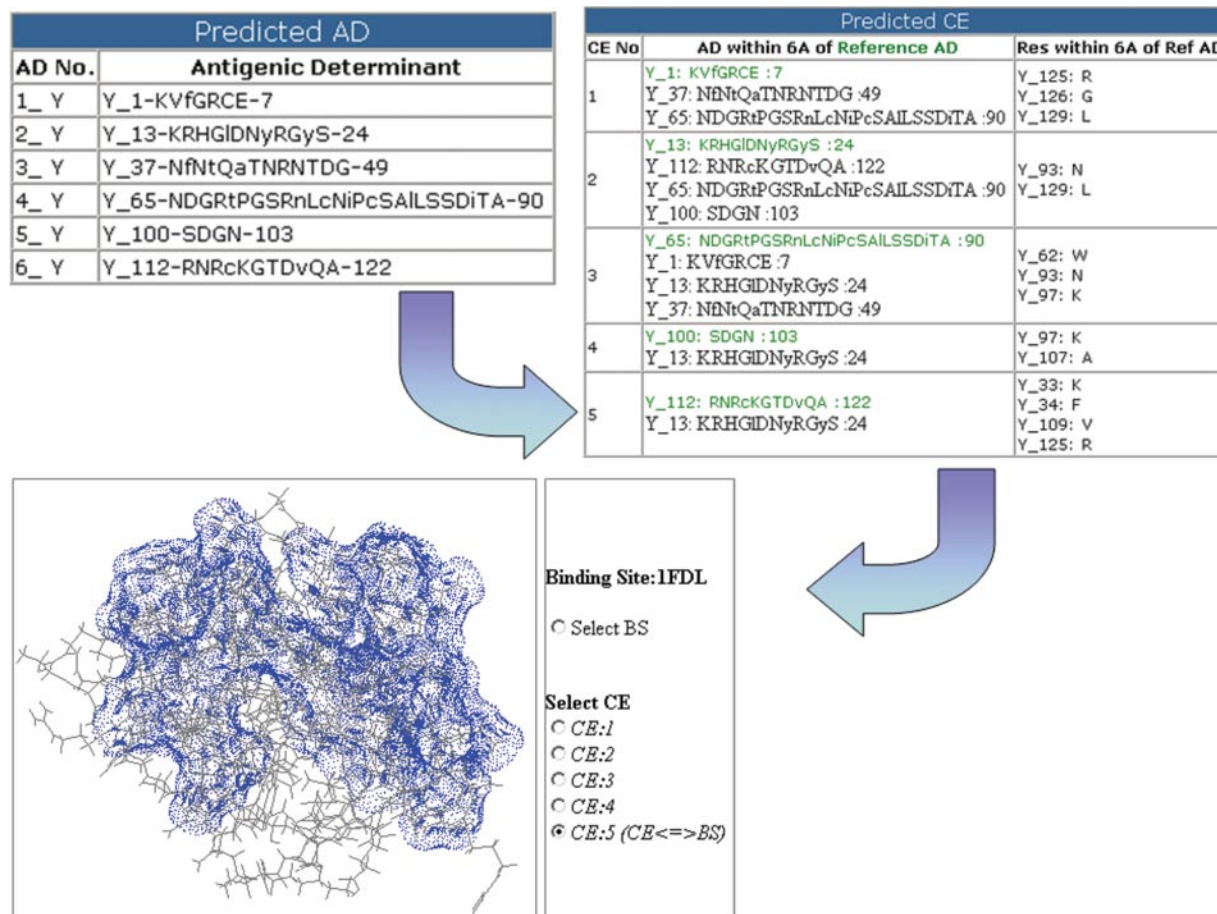 Predicted AD
AD No. Antigenic Determinant
1_ Y Y_1-KVfGRCE-7
2_ Y Y_13-KRHGlDNyRGyS-24
3_ Y Y_37-NfNtQaTNRNTDG-49
4_ Y Y_65-NDGRtPGSRnLcNiPcSAlLSSDiTA-90
5_ Y Y_100-SDGN-103
6_ Y Y_112-RNRcKGTDvQA-122
Predicted CE
CE No AD within 6A of Reference AD Res within 6A of Ref AD
1
Y_1: KVfGRCE :7
Y_37: NfNtQaTNRNTDG :49
Y_65: NDGRtPGSRnLcNiPcSAlLSSDiTA :90
Y_125: R
Y_126: G
Y_129: L
2
Y_13: KRHGlDNyRGyS :24
Y_112: RNRcKGTDvQA :122
Y_65: NDGRtPGSRnLcNiPcSAlLSSDiTA :90
Y_100: SDGN :103
Y_93: N
Y_129: L
3
Y_65: NDGRtPGSRnLcNiPcSAlLSSDiTA :90
Y_1: KVfGRCE :7
Y_13: KRHGlDNyRGyS :24
Y_37: NfNtQaTNRNTDG :49
Y_62: W
Y_93: N
Y_97: K
4
Y_100: SDGN :103
Y_13: KRHGlDNyRGyS :24
Y_97: K
Y_107: A
5
Y_112: RNRcKGTDvQA :122
Y_13: KRHGlDNyRGyS :24
Y_33: K
Y_34: F
Y_109: V
Y_125: R
Binding Site:1FDL
Select BS
Select CE
CE:1
CE:2
CE:3
CE:4
CE:5 (CE<=>BS)